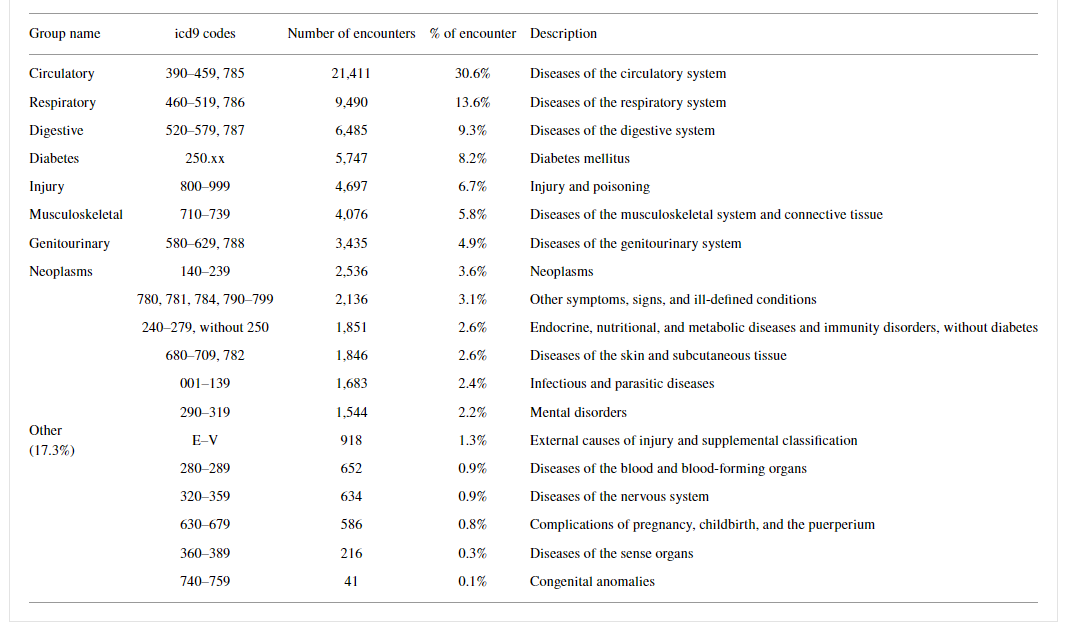 Group name icd9 codes Number of encounters % of encounter Description
Circulatory 390–459, 785 21,411 30.6% Diseases of the circulatory system
Respiratory 460–519, 786 9,490 13.6% Diseases of the respiratory system
Digestive 520–579, 787 6,485 9.3% Diseases of the digestive system
Diabetes 250.xx 5,747 8.2% Diabetes mellitus
Injury 800–999 4,697 6.7% Injury and poisoning
Musculoskeletal 710–739 4,076 5.8% Diseases of the musculoskeletal system and connective tissue
Genitourinary 580–629, 788 3,435 4.9% Diseases of the genitourinary system
Neoplasms 140–239 2,536 3.6% Neoplasms
780, 781, 784, 790–799 2,136 3.1% Other symptoms, signs, and ill-defined conditions
240–279, without 250 1,851 2.6% Endocrine, nutritional, and metabolic diseases and immunity disorders, without diabetes
680–709, 782 1,846 2.6% Diseases of the skin and subcutaneous tissue
001–139 1,683 2.4% Infectious and parasitic diseases
290–319 1,544 2.2% Mental disorders
Other
(17.3%)
E–V 918 1.3% External causes of injury and supplemental classification
280–289 652 0.9% Diseases of the blood and blood-forming organs
320–359 634 0.9% Diseases of the nervous system
630–679 586 0.8% Complications of pregnancy, childbirth, and the puerperium
360–389 216 0.3% Diseases of the sense organs
740–759 41 0.1% Congenital anomalies